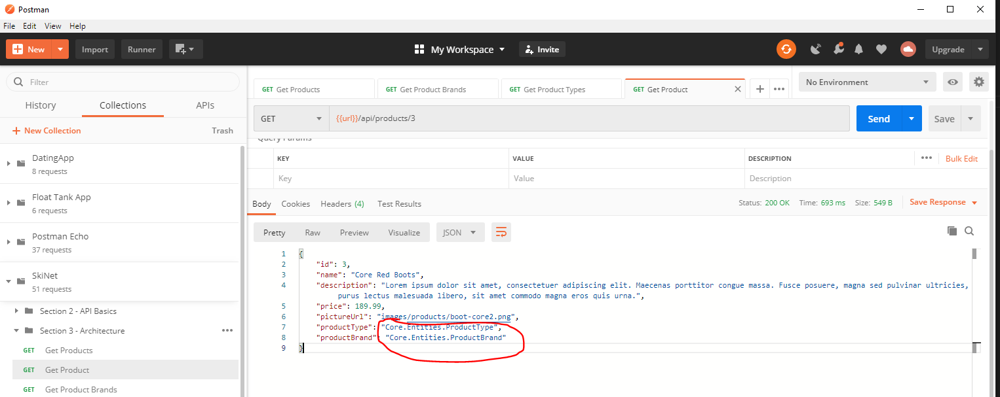 Postman
File Edit View Help
New Import Runner My Workspace Invite Upgrade
Filter
History Collections APIs
New Collection Trash
DatingApp
8 requests
Float Tank App
6 requests
Postman Echo
37 requests
SkiNet
51 requests
Section 2 - API Basics
Section 3 - Architecture
GET Get Products
GET Get Product
GET Get Product Brands
GET Get Products GET Get Product Brands GET Get Product Types GET Get Product No Environment
GET {{url}}/api/products/3 Send Save
Query Params
KEY VALUE DESCRIPTION Bulk Edit
Key Value Description
Body Cookies Headers (4) Test Results Status: 200 OK Time: 693 ms Size: 549 B Save Response
Pretty Raw Preview Visualize JSON
1 {
2 "id": 3,
3 "name": "Core Red Boots",
4 "description": "Lorem ipsum dolor sit amet, consectetuer adipiscing elit. Maecenas porttitor congue massa. Fusce posuere, magna sed pulvinar ultricies,
purus lectus malesuada libero, sit amet commodo magna eros quis urna.",
5 "price": 189.99,
6 "pictureUrl": "images/products/boot-core2.png",
7 "productType": "Core.Entities.ProductType",
8 "productBrand": "Core.Entities.ProductBrand"
9 }